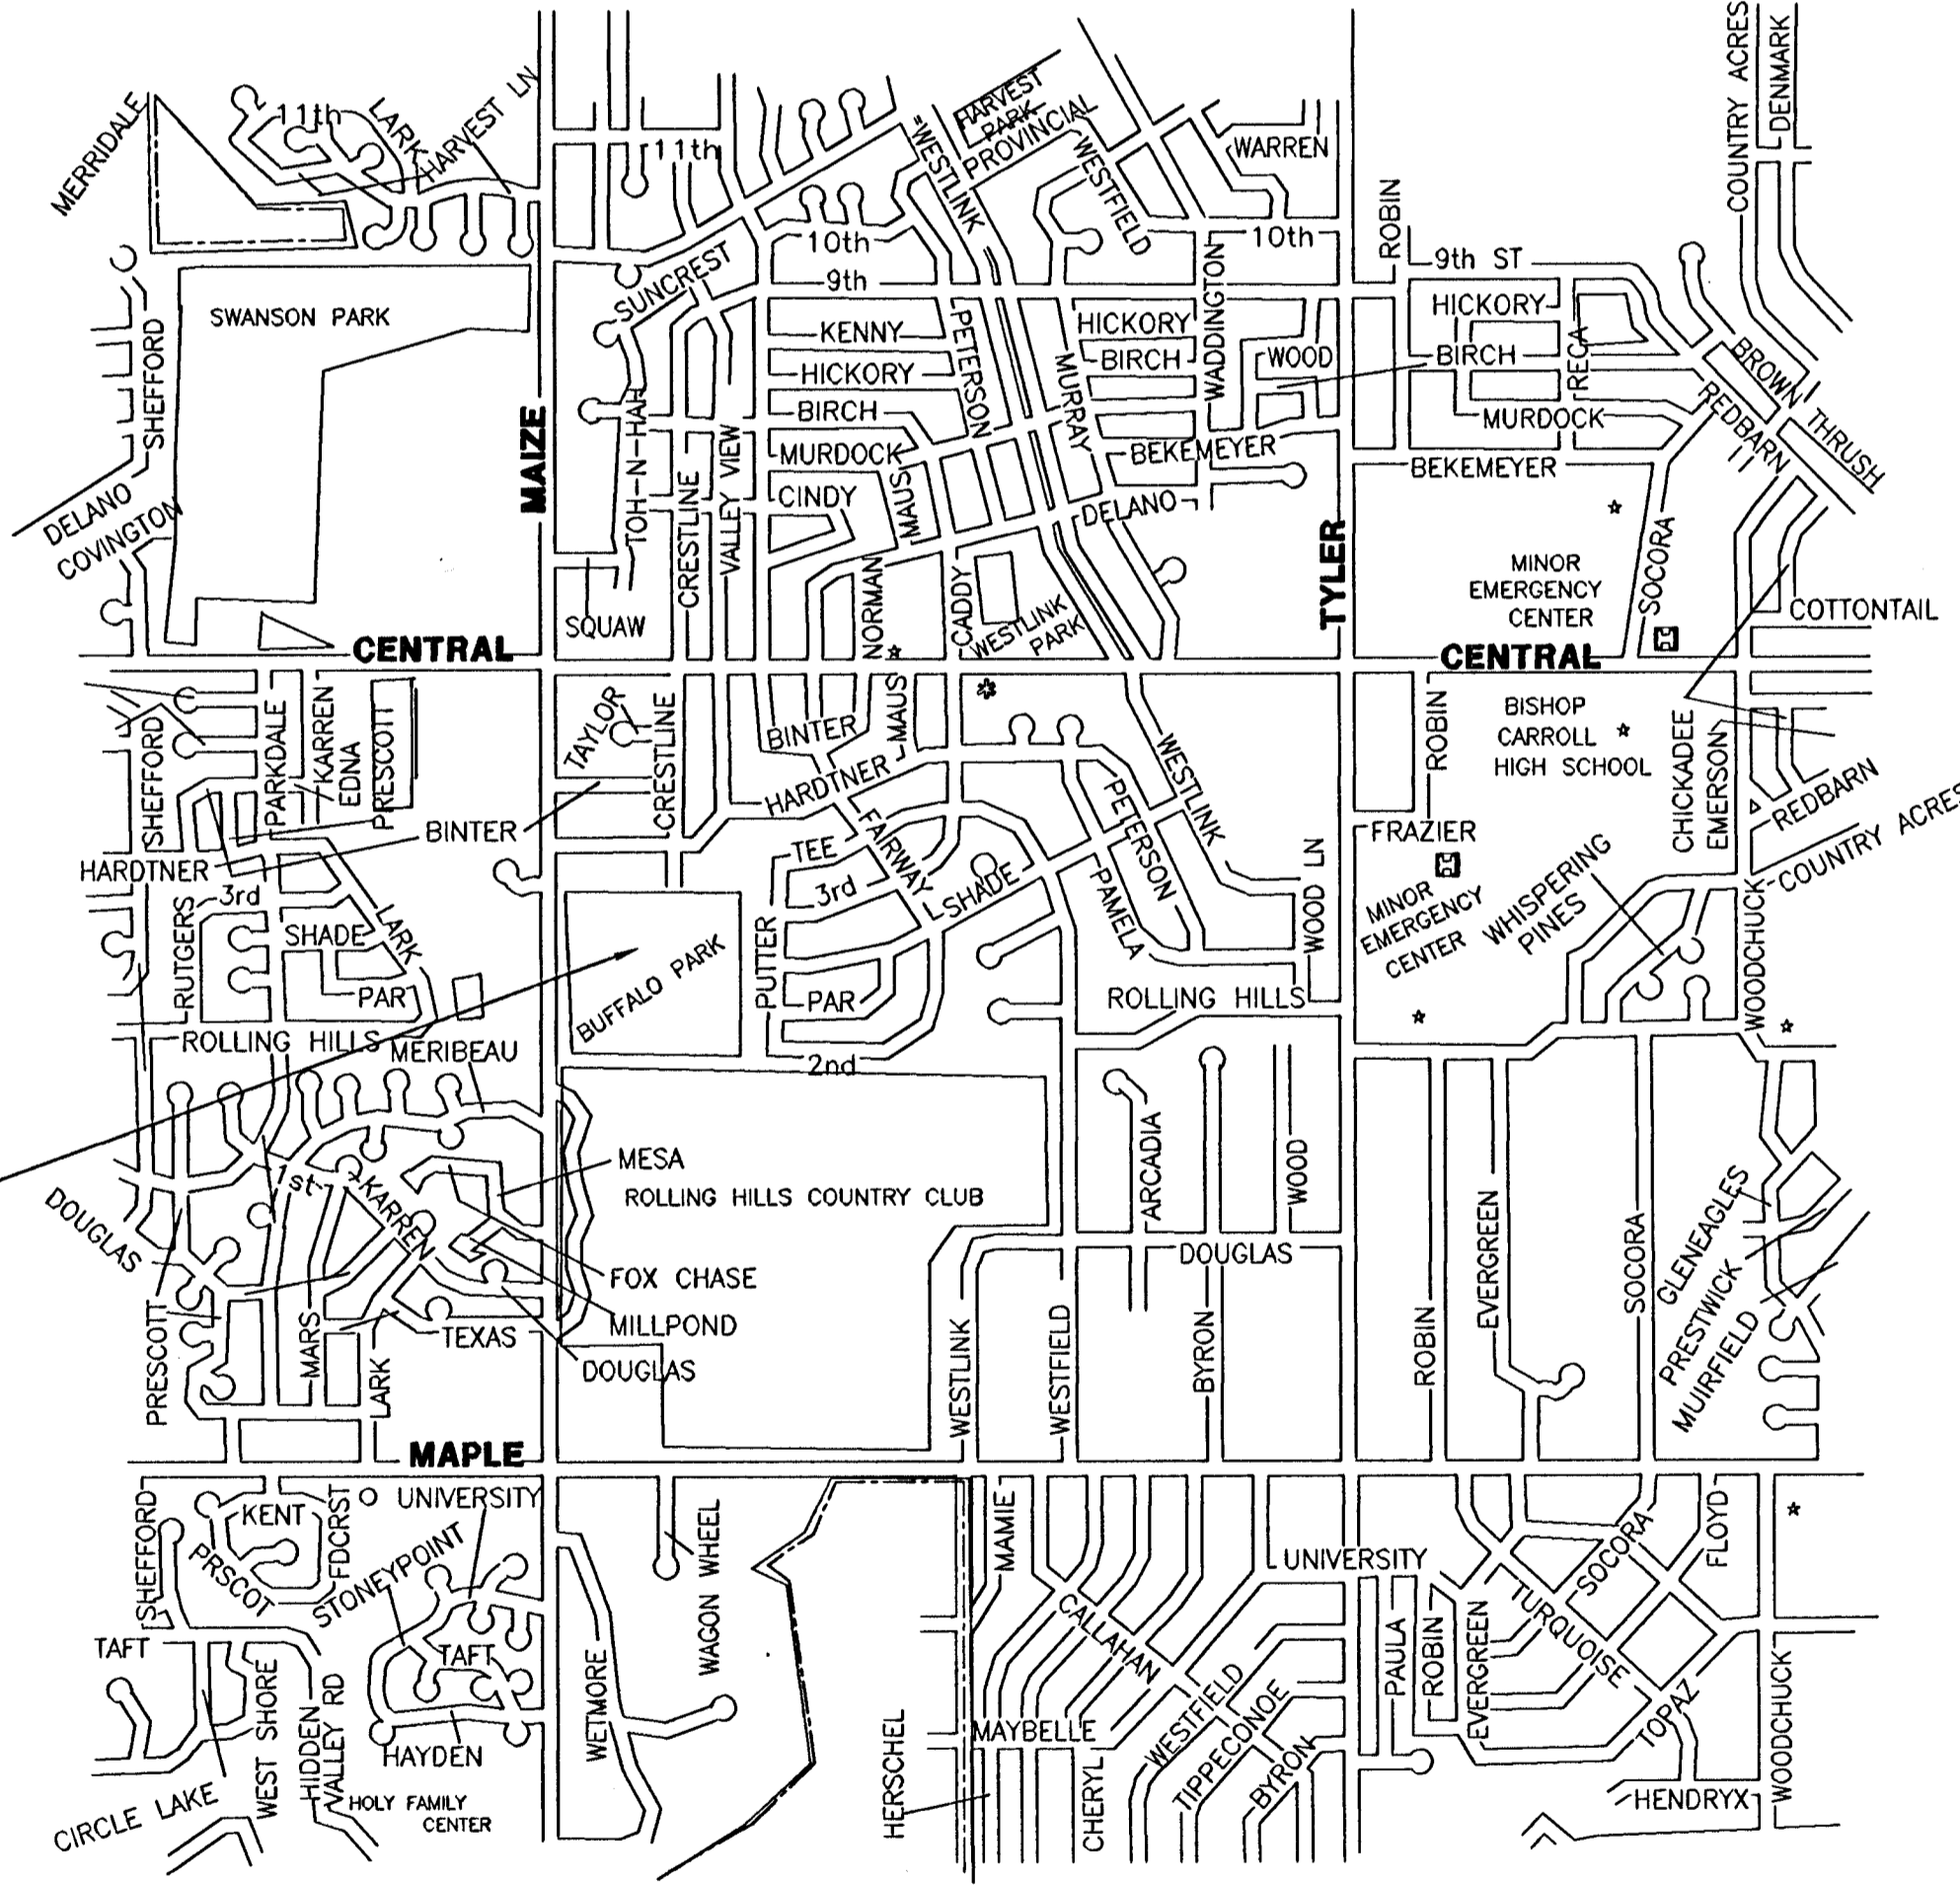 COUNTRY ACRES
DENMARK
MERRIDALE
11th
LARK
HARVEST LN
11th
"WESTLINK
HARVEST
PARK
PROVINCIAL
WESTFIELD
WARREN
ROBIN
10th
10th
9th ST
SUNCREST
9th
WADDINGTON
SWANSON PARK
SHEFFORD
KENNY
PETERSON
HICKORY
HICKORY
RECA
HICKORY
BIRCH
MURRAY
BIRCH
WOOD
BIRCH
BROWN THRUSH
MAIZE
TOH-N-HAH
MURDOCK
MURDOCK
REDBARN
CRESTLINE
VALLEY VIEW
CINDY
MAUS
BEKEMEYER
BEKEMEYER
DELANO
DELANO
COVINGTON
TYLER
SOCORA
MINOR
EMERGENCY
CENTER
COTTONTAIL
SQUAW
NORMAN
CADDY
WESTLINK
PARK
CENTRAL
CENTRAL
SHEFFORD
PARKDALE
KARREN
EDNA
PRESCOTT
TAYLOR
CRESTLINE
BINTER
MAUS
HARDTNER
WESTLINK
ROBIN
BISHOP
CARROLL
HIGH SCHOOL
CHICKADEE
EMERSON
REDBARN
COUNTRY ACRES
BINTER
HARDTNER
TEE
FAIRWAY
PETERSON
FRAZIER
3rd
3rd
SHADE
PAMELA
WOOD LN
MINOR
EMERGENCY
CENTER
WHISPERING
PINES
WOODCHUCK
RUTGERS
SHADE
LARK
PAR
BUFFALO PARK
PUTTER
PAR
ROLLING HILLS
ROLLING HILLS
MERIBEAU
2nd
MESA
ROLLING HILLS COUNTRY CLUB
ARCADIA
WOOD
1st
KARREN
DOUGLAS
DOUGLAS
EVERGREEN
SOCORA
GLENEAGLES
PRESTWICK
MUIRFIELD
FOX CHASE
MILLPOND
DOUGLAS
PRESCOTT
MARS
LARK
TEXAS
WESTLINK
WESTFIELD
BYRON
ROBIN
MAPLE
SHEFFORD
KENT
PRSCOT
FDCRST
UNIVERSITY
STONEYPOINT
WAGON WHEEL
MAMIE
UNIVERSITY
SOCORA
FLOYD
TURQUOISE
CALLAHAN
TAFT
TAFT
WETMORE
PAULA
ROBIN
EVERGREEN
TOPAZ
WOODCHUCK
WEST SHORE
HIDDEN
VALLEY RD
HAYDEN
HERSCHEL
MAYBELLE
CHERYL
WESTFIELD
TIPPECONOE
BYRON
HENDRYX
CIRCLE LAKE
HOLY FAMILY
CENTER